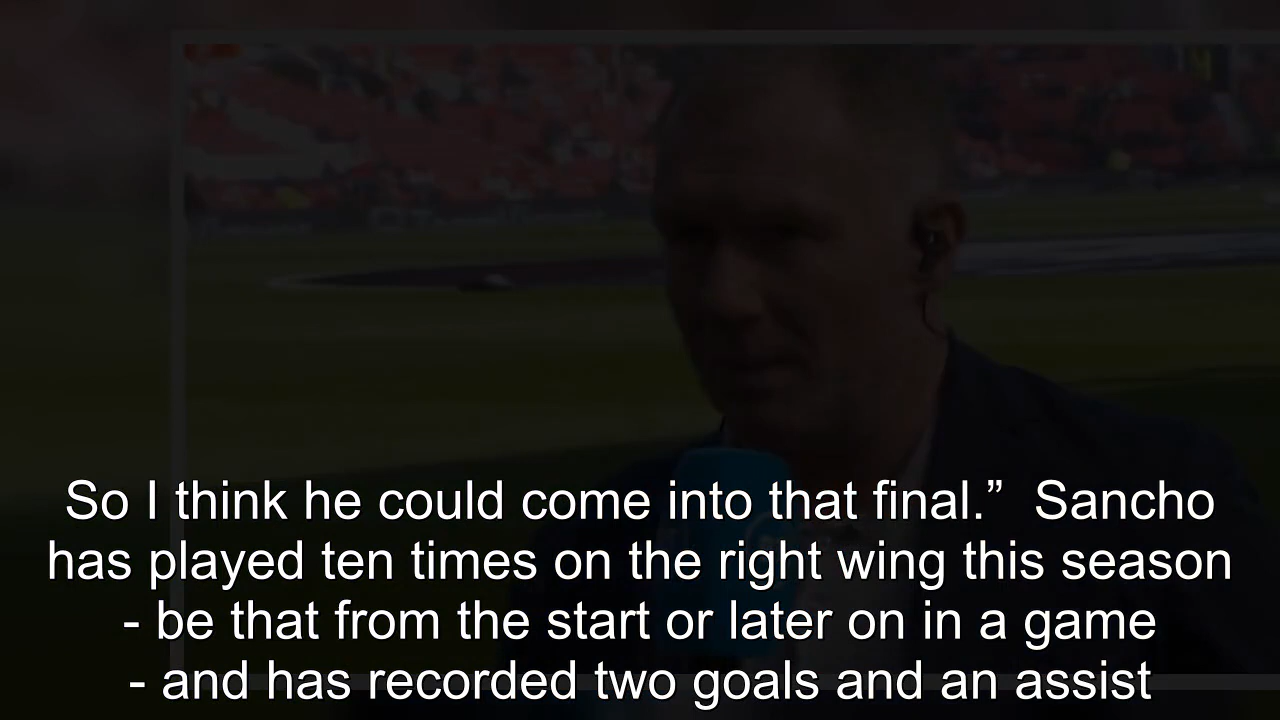 So I think he could come into that final.”  Sancho
has played ten times on the right wing this season
- be that from the start or later on in a game
- and has recorded two goals and an assist